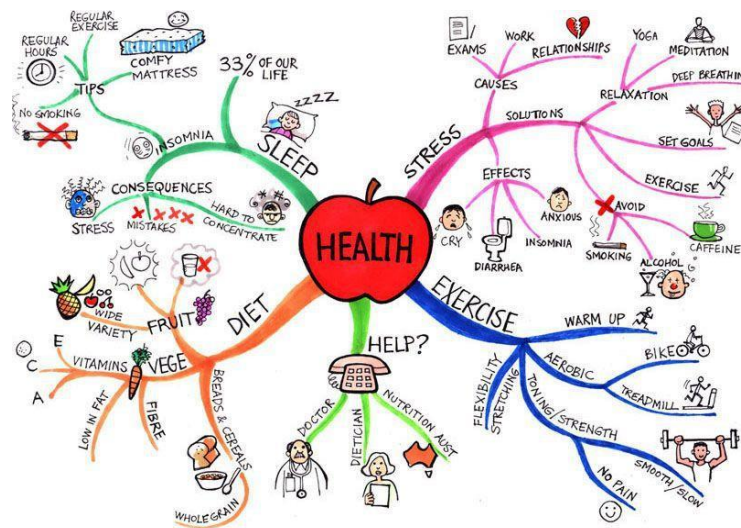 HEALTH
SLEEP
ZZZZ
33% OF OUR
LIFE
INSOMNIA
TIPS
REGULAR
HOURS
REGULAR
EXERCISE
COMFY
MATTRESS
NO SMOKING
CONSEQUENCES
STRESS
MISTAKES
HARD TO
CONCENTRATE
STRESS
CAUSES
EXAMS
WORK
RELATIONSHIPS
SOLUTIONS
RELAXATION
YOGA
MEDITATION
DEEP BREATHING
SET GOALS
EXERCISE
AVOID
SMOKING
ALCOHOL
CAFFEINE
EFFECTS
CRY
DIARRHEA
INSOMNIA
ANXIOUS
EXERCISE
WARM UP
AEROBIC
BIKE
TREADMILL
TONING/STRENGTH
SMOOTH/SLOW
NO PAIN
FLEXIBILITY
STRETCHING
HELP?
DOCTOR
DIETICIAN
NUTRITION AUST
DIET
FRUIT
WIDE
VARIETY
VEGE
VITAMINS
E
C
A
LOW IN FAT
FIBRE
BREADS & CEREALS
WHOLEGRAIN